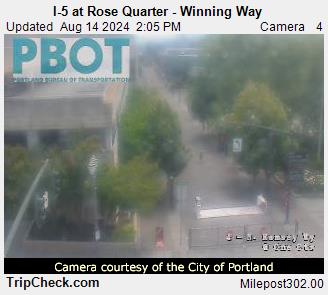 I-5 at Rose Quarter - Winning Way
Updated Aug 14 2024 2:05 PM Camera 4
PBOT
PORTLAND BUREAU OF TRANSPORTATION
Camera courtesy of the City of Portland
TripCheck.com Milepost302.00